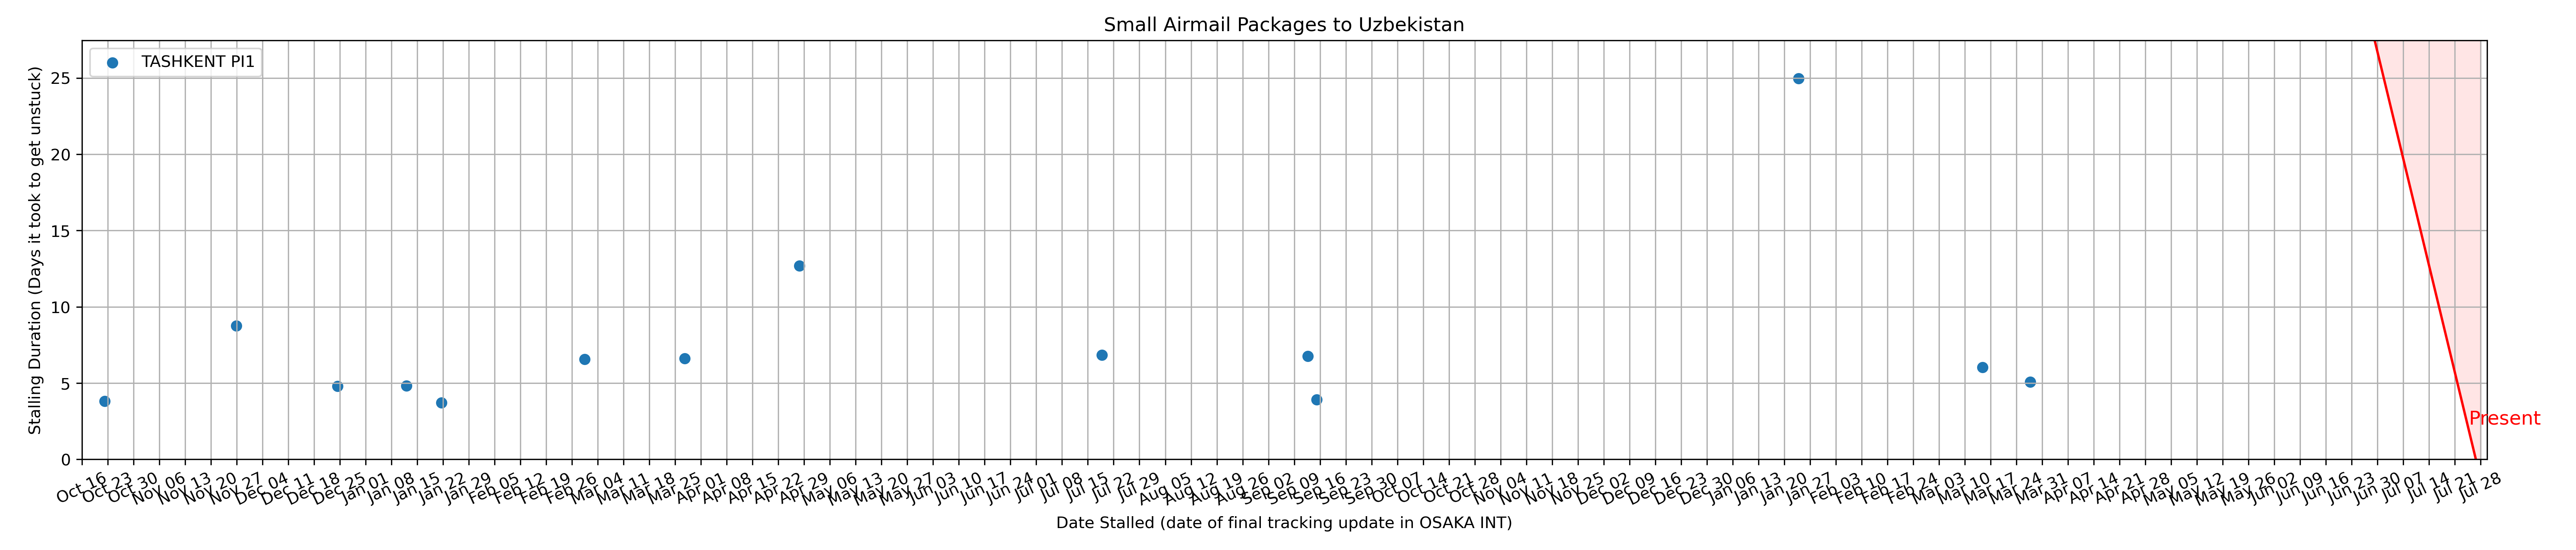 Small Airmail Packages to Uzbekistan
TASHKENT PI1
Stalling Duration (Days it took to get unstuck)
25
20
15
10
5
0
Present
Oct 16 Oct 23 Oct 30 Nov 06 Nov 13 Nov 20 Nov 27 Dec 04 Dec 11 Dec 18 Dec 25 Jan 01 Jan 08 Jan 15 Jan 22 Jan 29 Feb 05 Feb 12 Feb 19 Feb 26 Mar 04 Mar 11 Mar 18 Mar 25 Apr 01 Apr 08 Apr 15 Apr 22 Apr 29 May 06 May 13 May 20 May 27 Jun 03 Jun 10 Jun 17 Jun 24 Jul 01 Jul 08 Jul 15 Jul 22 Jul 29 Aug 05 Aug 12 Aug 19 Aug 26 Sep 02 Sep 09 Sep 16 Sep 23 Sep 30 Oct 07 Oct 14 Oct 21 Oct 28 Nov 04 Nov 11 Nov 18 Nov 25 Dec 02 Dec 09 Dec 16 Dec 23 Dec 30 Jan 06 Jan 13 Jan 20 Jan 27 Feb 03 Feb 10 Feb 17 Feb 24 Mar 03 Mar 10 Mar 17 Mar 24 Mar 31 Apr 07 Apr 14 Apr 21 Apr 28 May 05 May 12 May 19 May 26 Jun 02 Jun 09 Jun 16 Jun 23 Jun 30 Jul 07 Jul 14 Jul 21 Jul 28
Date Stalled (date of final tracking update in OSAKA INT)